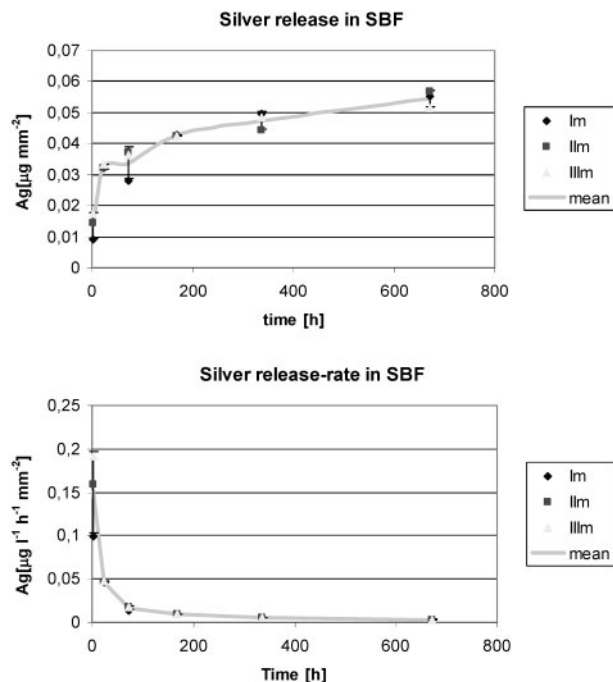 Silver release in SBF
0,07
0,06
0,05
0,04
0,03
0,02
0,01
0
Ag[µg mm⁻²]
0 200 400 600 800
time [h]
Im
IIm
IIIm
mean
Silver release-rate in SBF
0,25
0,2
0,15
0,1
0,05
0
Ag[µg l⁻¹ h⁻¹ mm⁻²]
0 200 400 600 800
Time [h]
Im
IIm
IIIm
mean